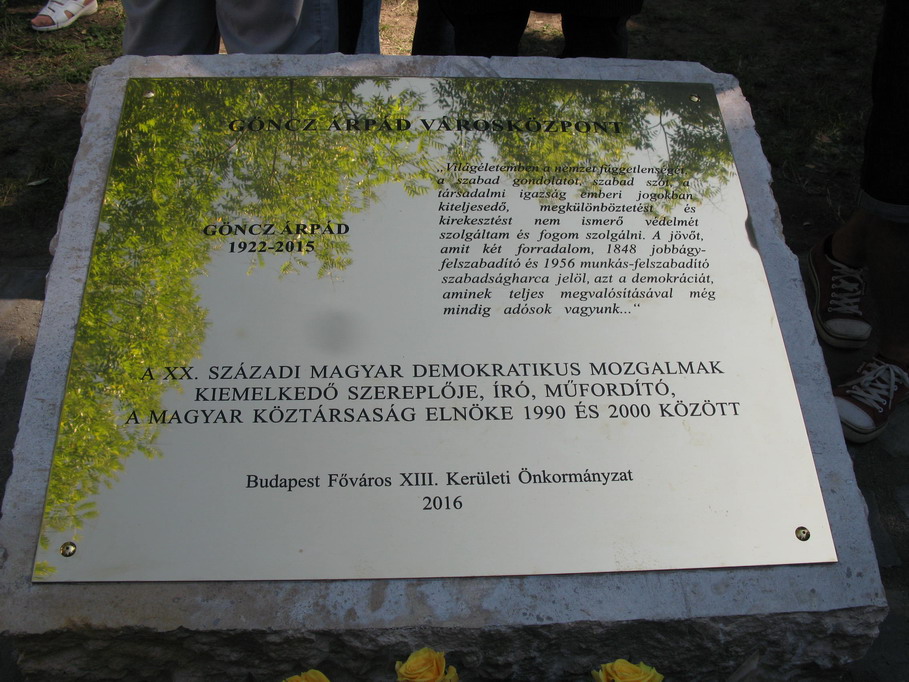 GÖNCZ ÁRPÁD VÁROSKÖZPONT
GÖNCZ ÁRPÁD
1922-2015
„Világéletemben a nemzet függetlenségét,
a szabad gondolatot, szabad szót, a
társadalmi igazság emberi jogokban
kiteljesedő, megkülönböztetést és
kirekesztést nem ismerő védelmét
szolgáltam és fogom szolgálni. A jövőt,
amit két forradalom, 1848 jobbágy-
felszabadító és 1956 munkás-felszabadító
szabadságharca jelöl, azt a demokráciát,
aminek teljes megvalósításával még
mindig adósok vagyunk...“
A XX. SZÁZADI MAGYAR DEMOKRATIKUS MOZGALMAK
KIEMELKEDŐ SZEREPLŐJE, ÍRÓ, MŰFORDÍTÓ,
A MAGYAR KÖZTÁRSASÁG ELNÖKE 1990 ÉS 2000 KÖZÖTT
Budapest Főváros XIII. Kerületi Önkormányzat
2016